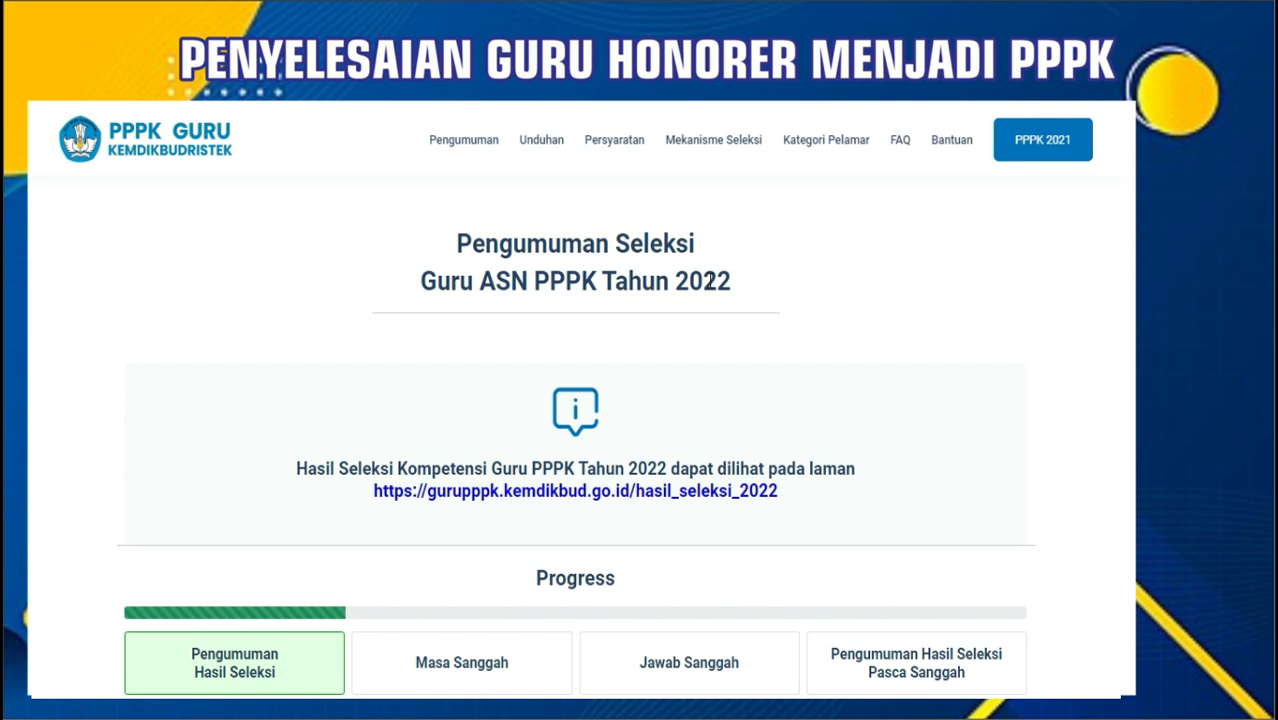 PENYELESAIAN GURU HONORER MENJADI PPPK
PPPK GURU
KEMDIKBUDRISTEK
Pengumuman Unduhan Persyaratan Mekanisme Seleksi Kategori Pelamar FAQ Bantuan PPPK 2021
Pengumuman Seleksi
Guru ASN PPPK Tahun 2022
Hasil Seleksi Kompetensi Guru PPPK Tahun 2022 dapat dilihat pada laman
https://gurupppk.kemdikbud.go.id/hasil_seleksi_2022
Progress
Pengumuman
Hasil Seleksi
Masa Sanggah
Jawab Sanggah
Pengumuman Hasil Seleksi
Pasca Sanggah